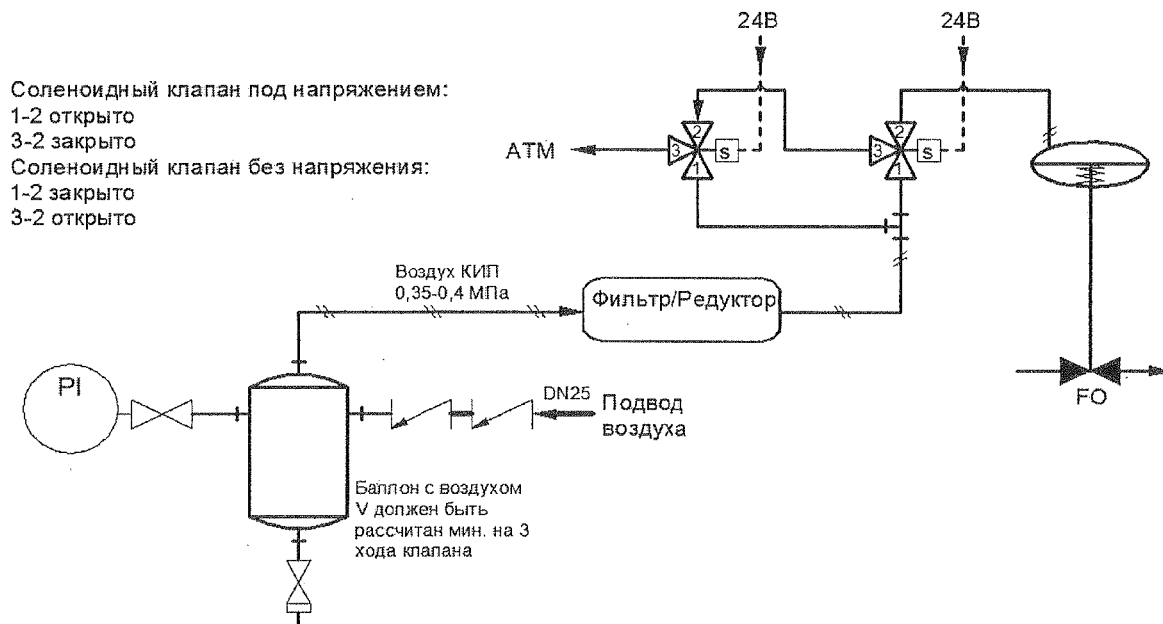 24В
24В
Соленоидный клапан под напряжением:
1-2 открыто
3-2 закрыто
Соленоидный клапан без напряжения:
1-2 закрыто
3-2 открыто
АТМ
3
2
1
s
3
2
1
s
Воздух КИП
0,35-0,4 МПа
Фильтр/Редуктор
PI
DN25
Подвод
воздуха
FO
Баллон с воздухом
V должен быть
рассчитан мин. на 3
хода клапана